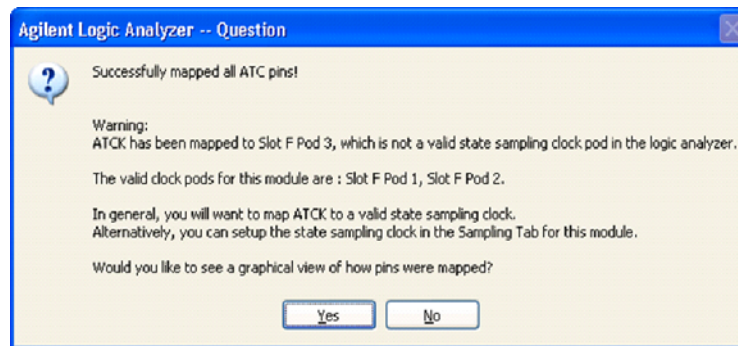 Agilent Logic Analyzer -- Question
Successfully mapped all ATC pins!
Warning:
ATCK has been mapped to Slot F Pod 3, which is not a valid state sampling clock pod in the logic analyzer.
The valid clock pods for this module are : Slot F Pod 1, Slot F Pod 2.
In general, you will want to map ATCK to a valid state sampling clock.
Alternatively, you can setup the state sampling clock in the Sampling Tab for this module.
Would you like to see a graphical view of how pins were mapped?
Yes No